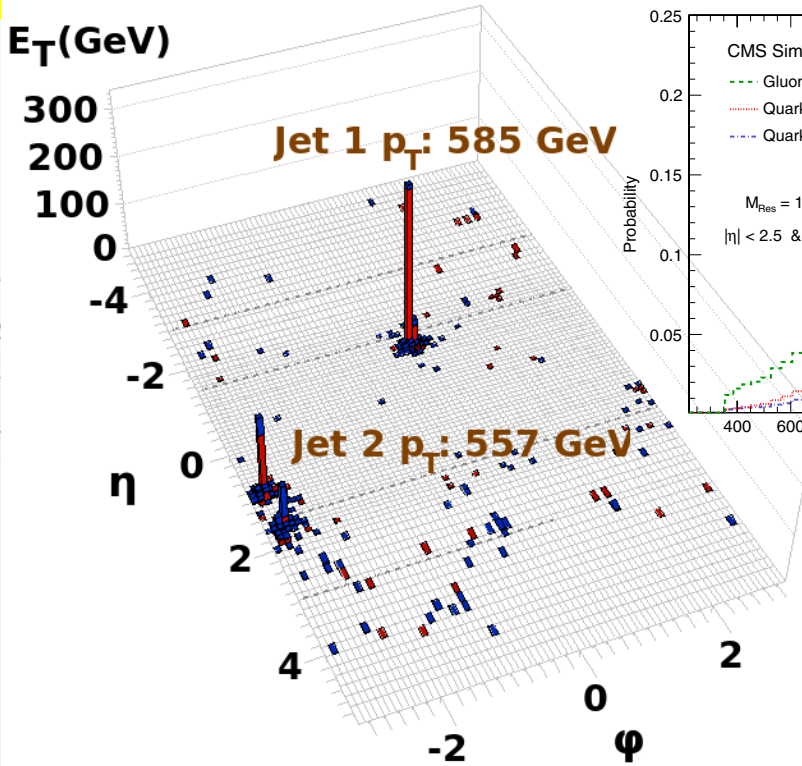 E_T(GeV)
300
200
100
0
-4
-2
0
2
4
η
-2
0
2
φ
Jet 1 p_T: 585 GeV
Jet 2 p_T: 557 GeV
0.25
0.2
0.15
0.1
0.05
Probability
CMS Sim
Gluon
Quark
Quark
M_Res = 1
|η| < 2.5 &
400
600